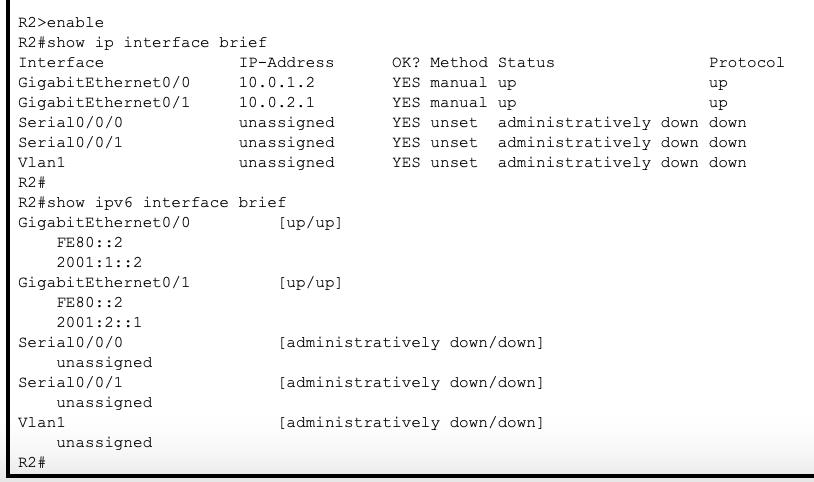 R2>enable
R2#show ip interface brief
Interface IP-Address OK? Method Status Protocol
GigabitEthernet0/0 10.0.1.2 YES manual up up
GigabitEthernet0/1 10.0.2.1 YES manual up up
Serial0/0/0 unassigned YES unset administratively down down
Serial0/0/1 unassigned YES unset administratively down down
Vlan1 unassigned YES unset administratively down down
R2#
R2#show ipv6 interface brief
GigabitEthernet0/0 [up/up]
FE80::2
2001:1::2
GigabitEthernet0/1 [up/up]
FE80::2
2001:2::1
Serial0/0/0 [administratively down/down]
unassigned
Serial0/0/1 [administratively down/down]
unassigned
Vlan1 [administratively down/down]
unassigned
R2#